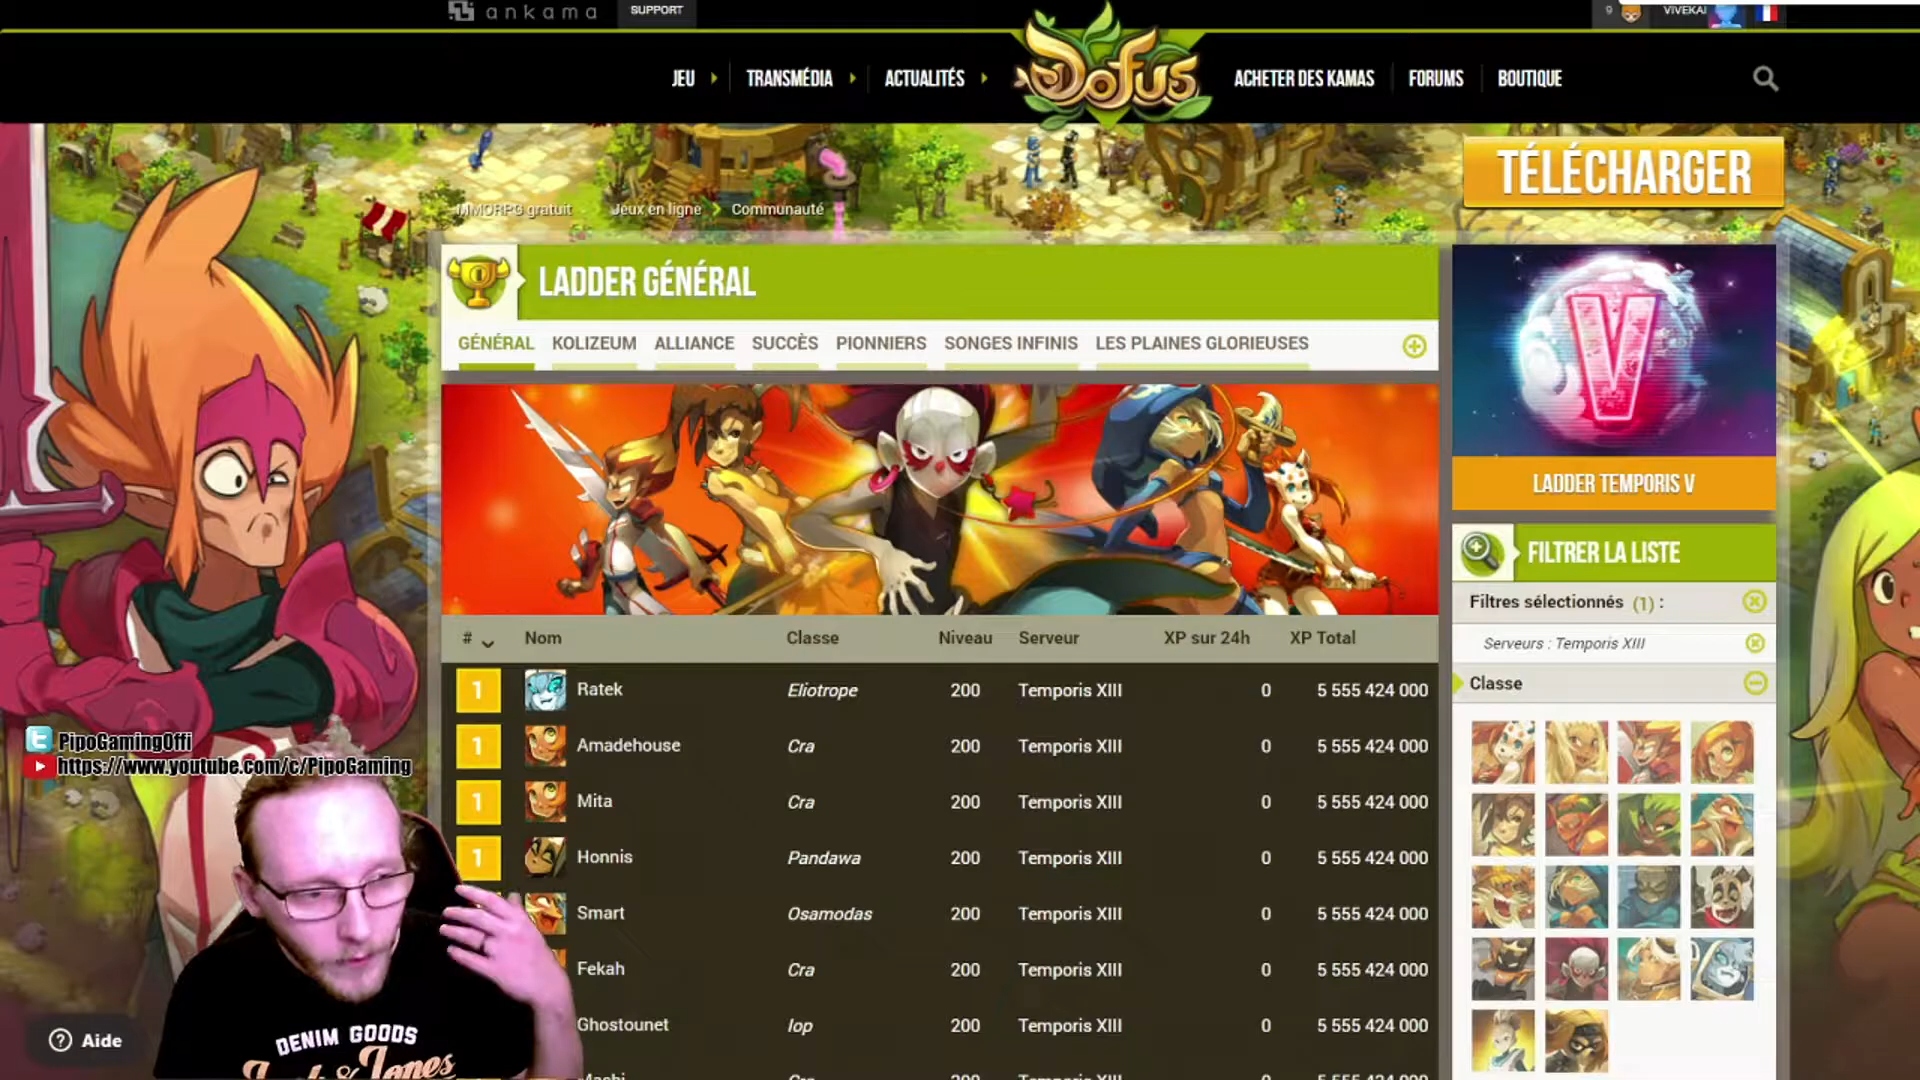 ankama
SUPPORT
9
VIVEKAI
JEU
TRANSMÉDIA
ACTUALITÉS
DOFUS
ACHETER DES KAMAS
FORUMS
BOUTIQUE
TÉLÉCHARGER
MMORPG gratuit
Jeux en ligne
Communauté
LADDER GÉNÉRAL
GÉNÉRAL
KOLIZEUM
ALLIANCE
SUCCÈS
PIONNIERS
SONGES INFINIS
LES PLAINES GLORIEUSES
V
LADDER TEMPORIS V
FILTRER LA LISTE
Filtres sélectionnés (1) :
Serveurs : Temporis XIII
Classe
# Nom Classe Niveau Serveur XP sur 24h XP Total
1 Ratek Eliotrope 200 Temporis XIII 0 5 555 424 000
1 Amadehouse Cra 200 Temporis XIII 0 5 555 424 000
1 Mita Cra 200 Temporis XIII 0 5 555 424 000
1 Honnis Pandawa 200 Temporis XIII 0 5 555 424 000
Smart Osamodas 200 Temporis XIII 0 5 555 424 000
Fekah Cra 200 Temporis XIII 0 5 555 424 000
Ghostounet Iop 200 Temporis XIII 0 5 555 424 000
PipoGamingOffi
https://www.youtube.com/c/PipoGaming
DENIM GOODS
Aide